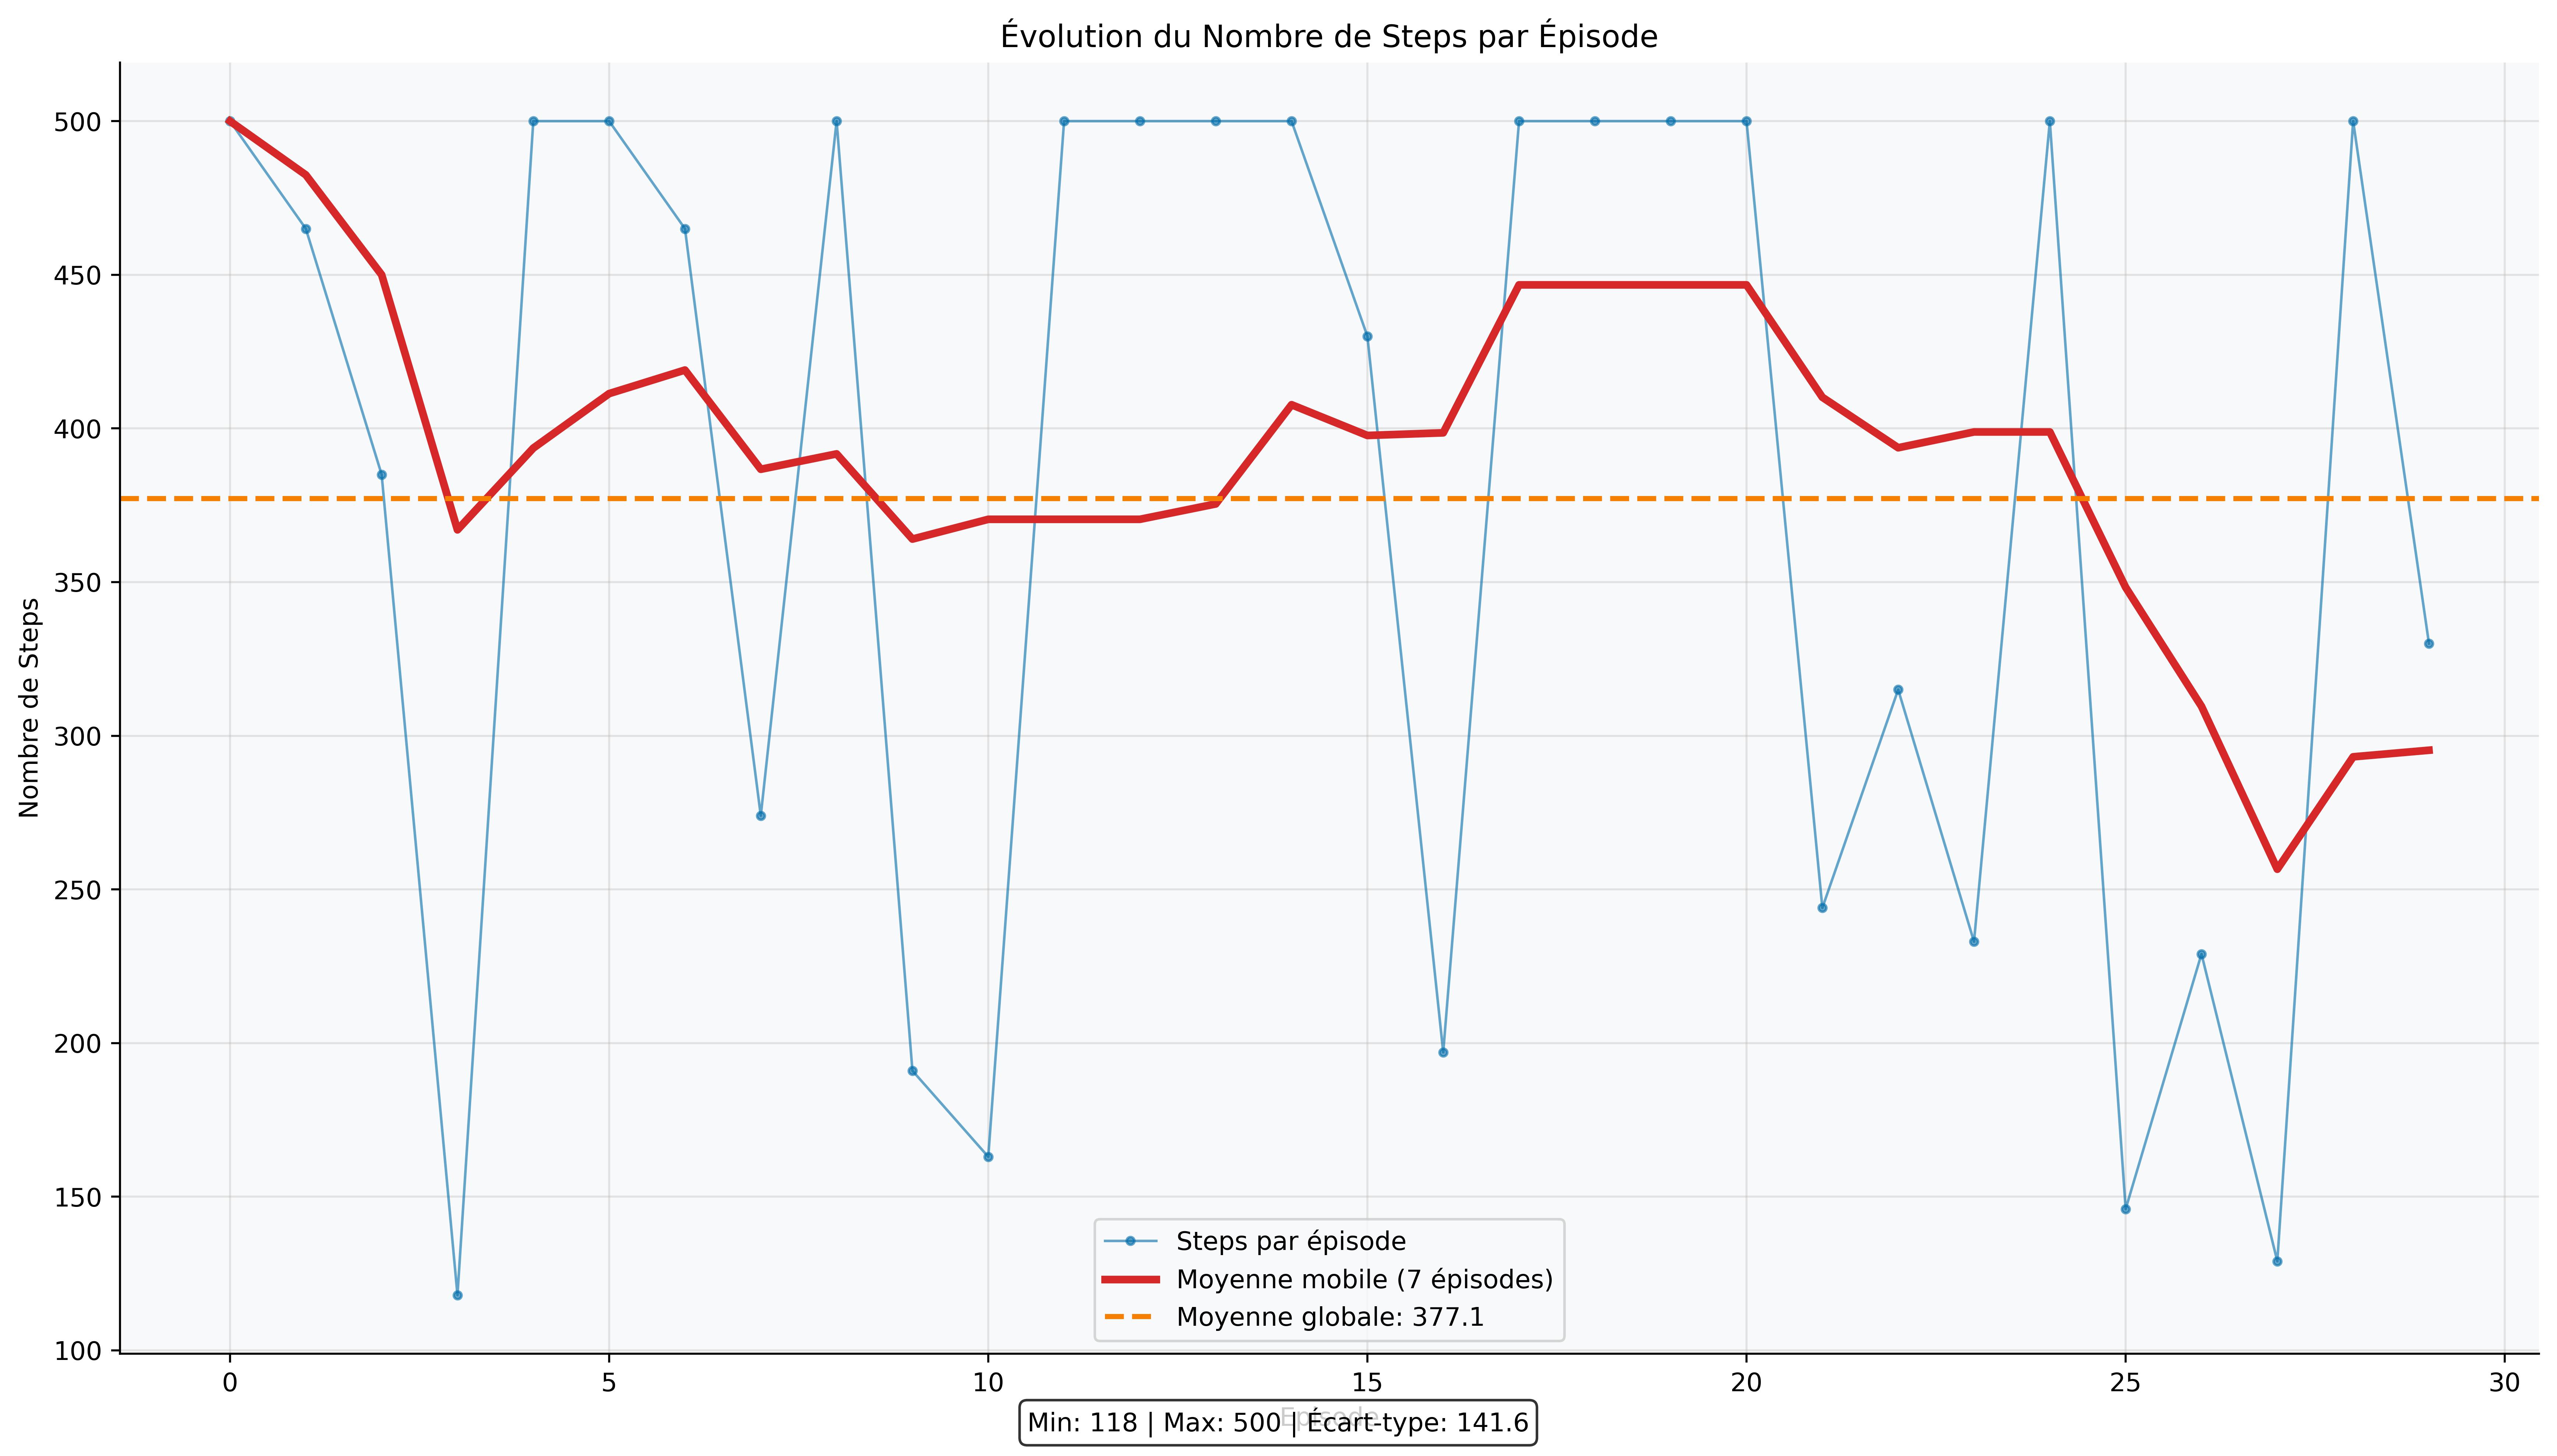 Évolution du Nombre de Steps par Épisode
Nombre de Steps
500
450
400
350
300
250
200
150
100
Steps par épisode
Moyenne mobile (7 épisodes)
Moyenne globale: 377.1
0 5 10 15 20 25 30
Épisode
Min: 118 | Max: 500 | Écart-type: 141.6